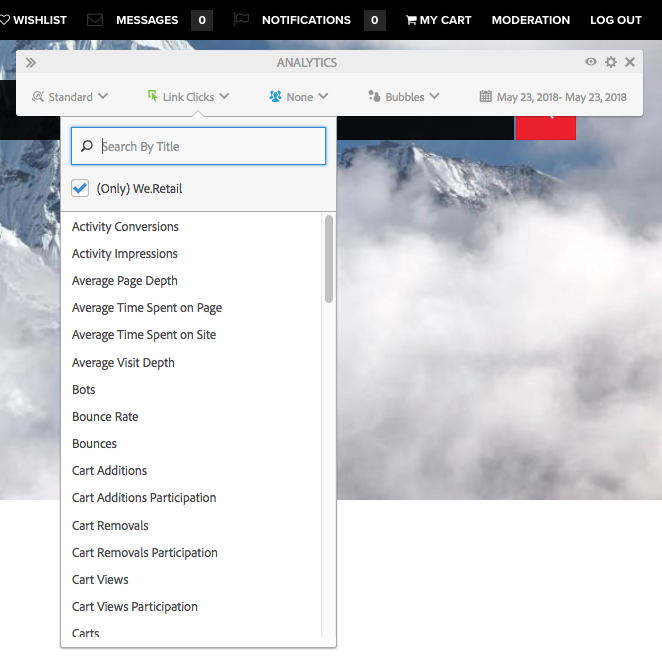 WISHLIST MESSAGES 0 NOTIFICATIONS 0 MY CART MODERATION LOG OUT
ANALYTICS
Standard Link Clicks None Bubbles May 23, 2018- May 23, 2018
Search By Title
(Only) We.Retail
Activity Conversions
Activity Impressions
Average Page Depth
Average Time Spent on Page
Average Time Spent on Site
Average Visit Depth
Bots
Bounce Rate
Bounces
Cart Additions
Cart Additions Participation
Cart Removals
Cart Removals Participation
Cart Views
Cart Views Participation
Carts